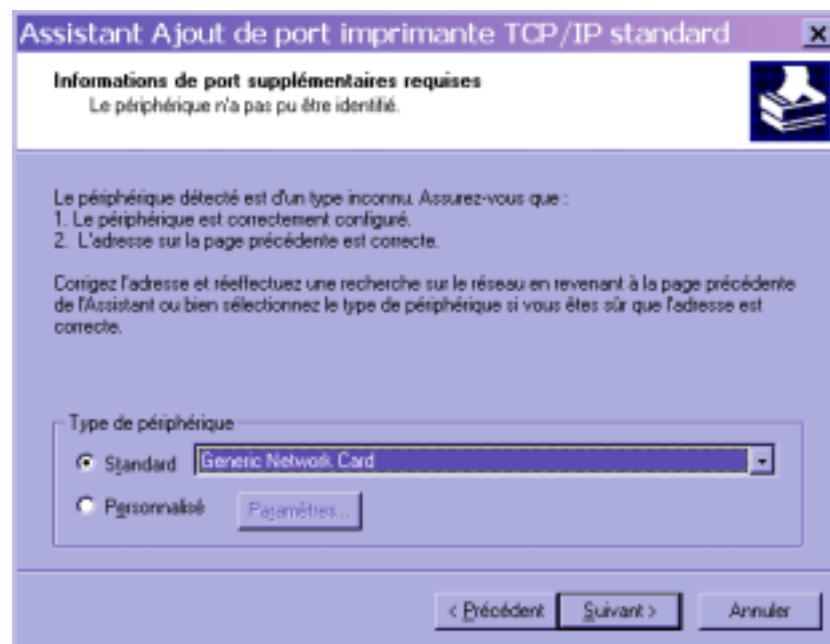 Assistant Ajout de port imprimante TCP/IP standard
Informations de port supplémentaires requises
Le périphérique n'a pas pu être identifié.
Le périphérique détecté est d'un type inconnu. Assurez-vous que :
1. Le périphérique est correctement configuré.
2. L'adresse sur la page précédente est correcte.
Corrigez l'adresse et réeffectuez une recherche sur le réseau en revenant à la page précédente
de l'Assistant ou bien sélectionnez le type de périphérique si vous êtes sûr que l'adresse est
correcte.
Type de périphérique
Standard Generic Network Card
Personnalisé Paramètres...
< Précédent Suivant > Annuler